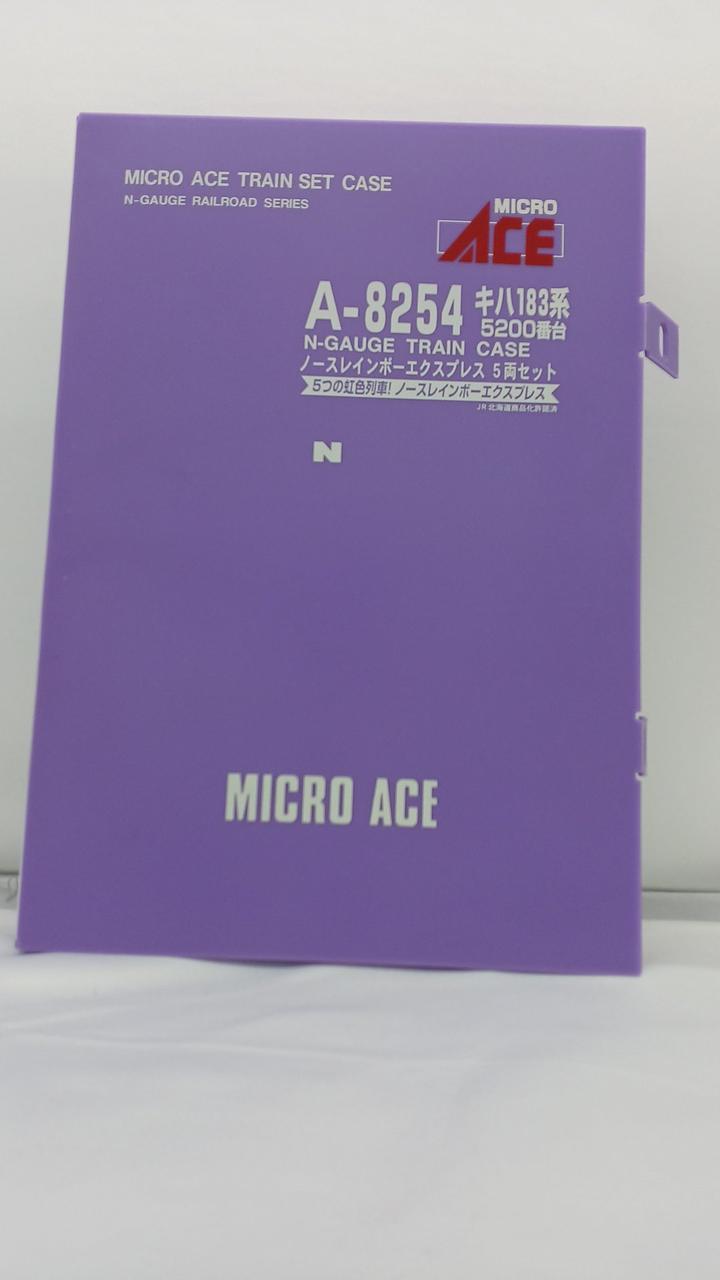 MICRO ACE TRAIN SET CASE
N-GAUGE RAILROAD SERIES
MICRO
ACE
A-8254 キハ183系
5200番台
N-GAUGE TRAIN CASE
ノースレインボーエクスプレス 5両セット
5つの虹色列車! ノースレインボーエクスプレス
JR北海道商品化許諾済
N
MICRO ACE